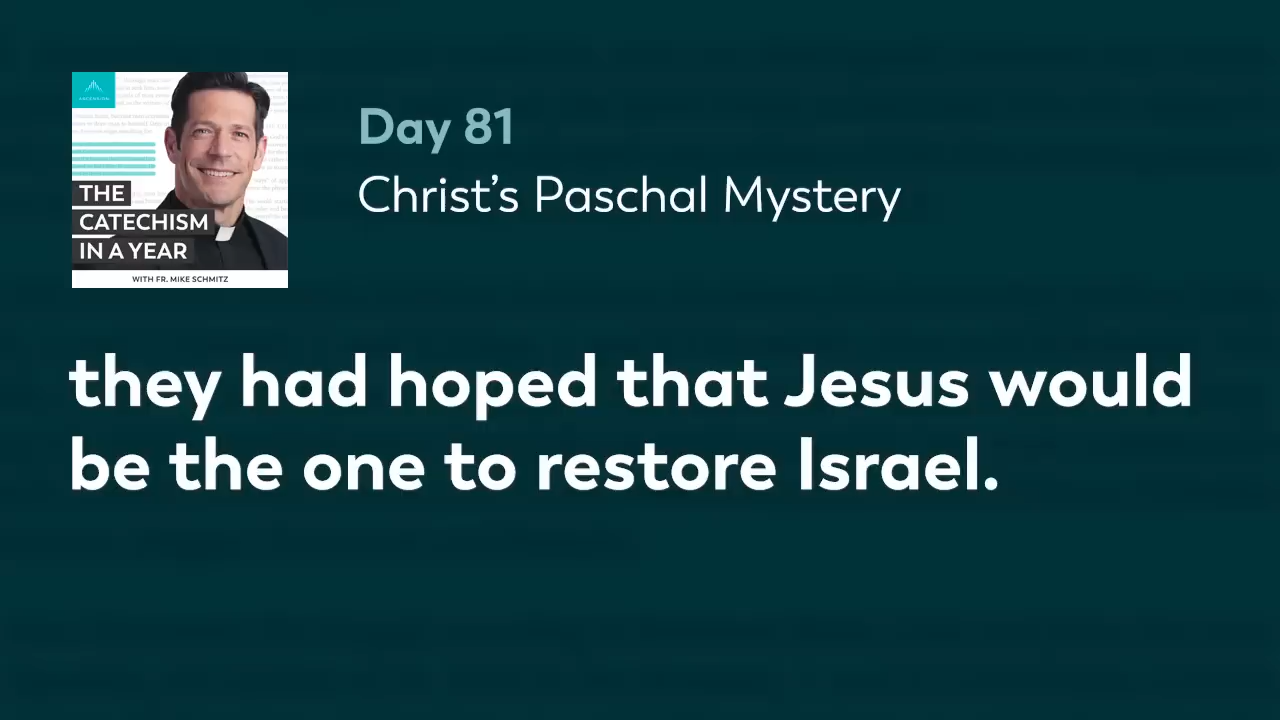 ASCENSION
THE
CATECHISM
IN A YEAR
WITH FR. MIKE SCHMITZ
Day 81
Christ’s Paschal Mystery
they had hoped that Jesus would
be the one to restore Israel.